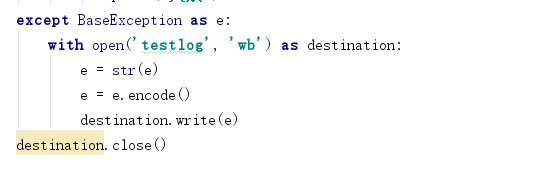 except BaseException as e:
with open('testlog', 'wb') as destination:
e = str(e)
e = e.encode()
destination.write(e)
destination.close()